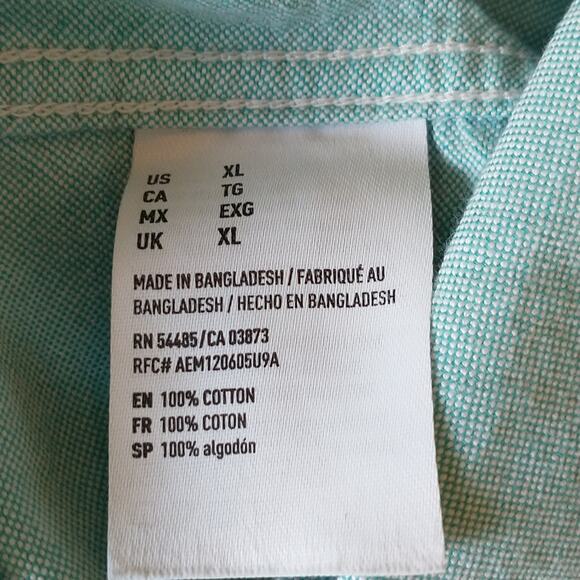 US XL
CA TG
MX EXG
UK XL
MADE IN BANGLADESH / FABRIQUÉ AU
BANGLADESH / HECHO EN BANGLADESH
RN 54485/CA 03873
RFC# AEM120605U9A
EN 100% COTTON
FR 100% COTON
SP 100% algodón